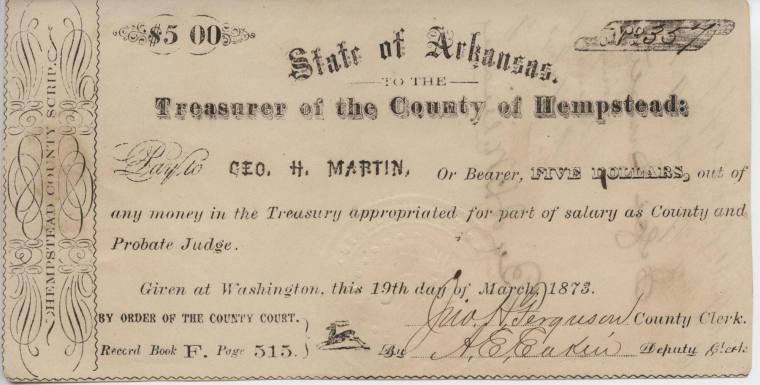 HEMPSTEAD COUNTY SCRIP.
$5 00
State of Arkansas.
TO THE
Treasurer of the County of Hempstead:
Pay to GEO. H. MARTIN, Or Bearer, FIVE DOLLARS, out of
any money in the Treasury appropriated for part of salary as County and
Probate Judge.
Given at Washington, this 19th day of March, 1873.
BY ORDER OF THE COUNTY COURT.
Record Book F. Page 515.
Jno. H. Ferguson County Clerk.
By A. E. Eakin Deputy Clerk